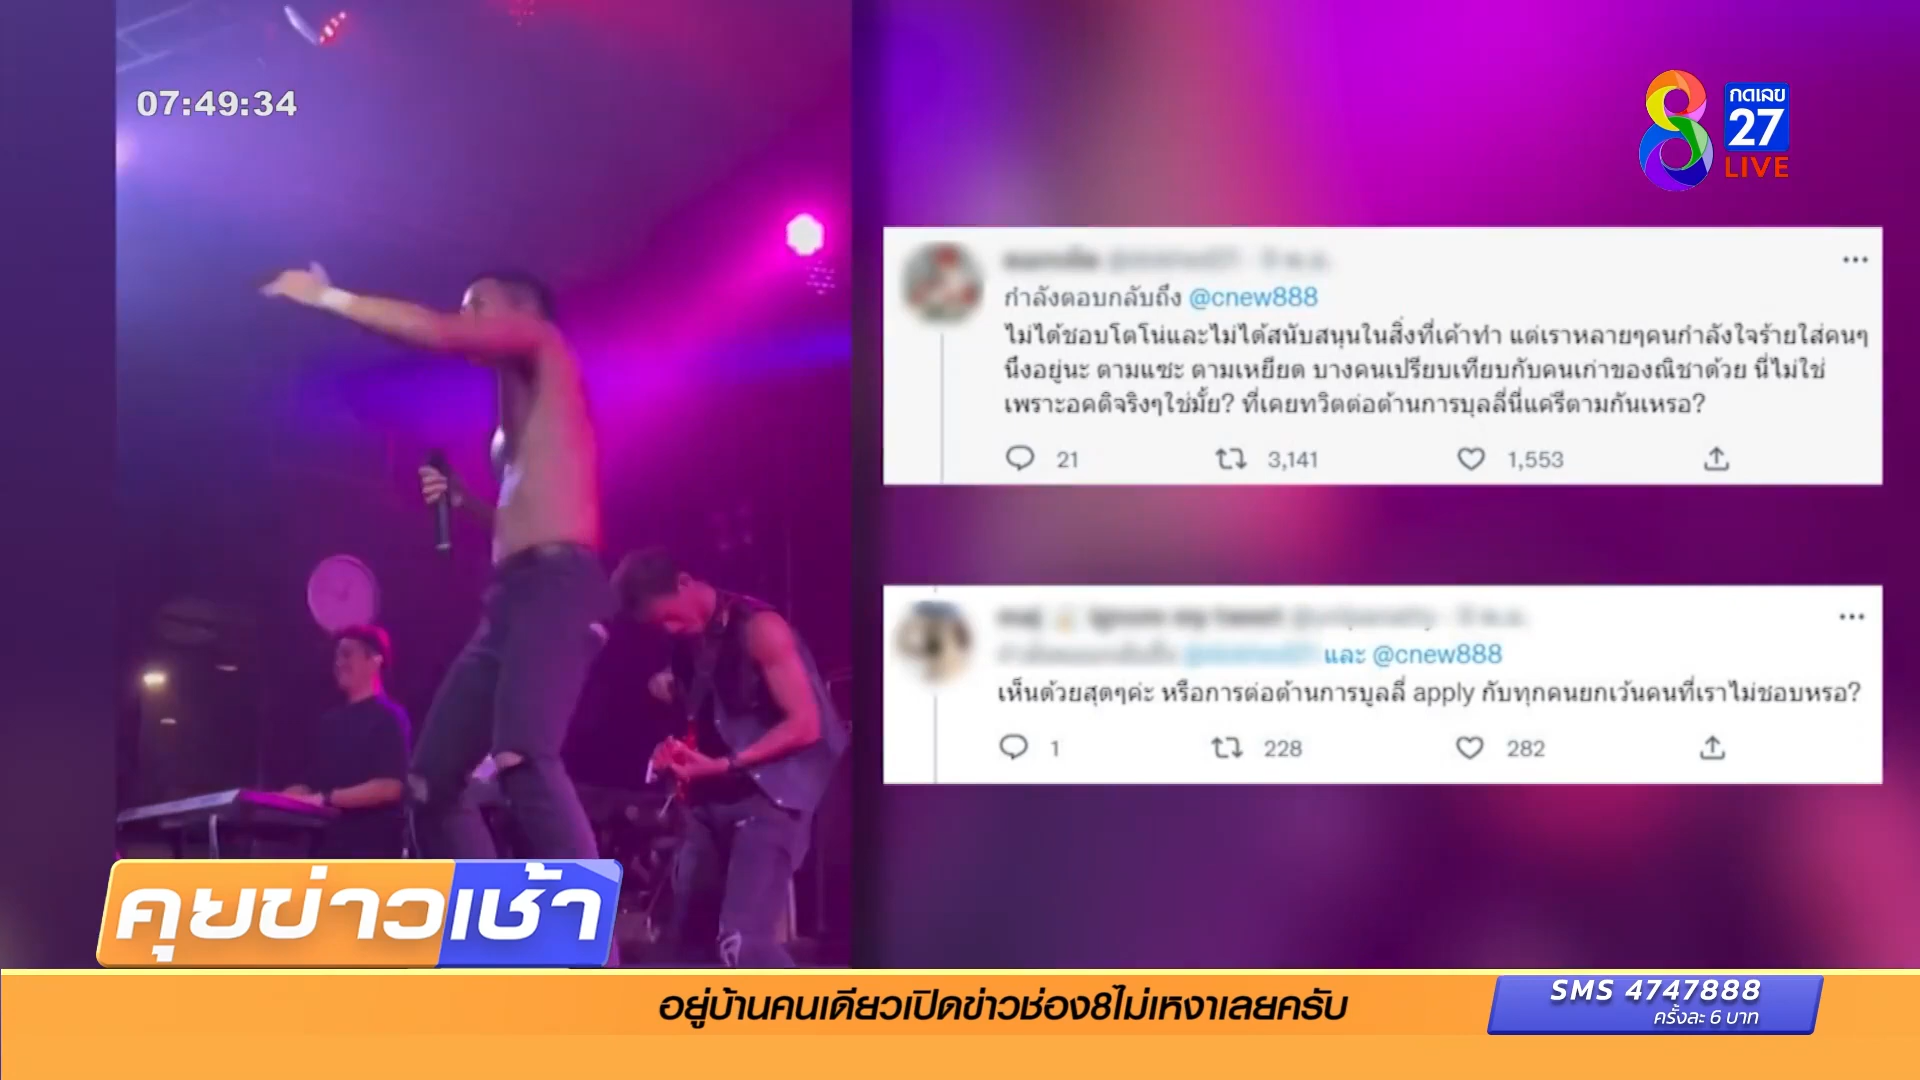 07:49:34
กดเลข
27
LIVE
กำลังตอบกลับถึง @cnew888
ไม่ได้ชอบโตโน่และไม่ได้สนับสนุนในสิ่งที่เค้าทำ แต่เราหลายๆคนกำลังใจร้ายใส่คนๆ
นึงอยู่นะ ตามแซะ ตามเหยียด บางคนเปรียบเทียบกับคนเก่าของณิชาด้วย นี่ไม่ใช่
เพราะอคติจริงๆใช่มั้ย? ที่เคยทวิตต่อต้านการบุลลี่นี่แค่รีตามกันเหรอ?
21 3,141 1,553
และ @cnew888
เห็นด้วยสุดๆค่ะ หรือการต่อต้านการบูลลี่ apply กับทุกคนยกเว้นคนที่เราไม่ชอบหรอ?
1 228 282
คุยข่าวเช้า
อยู่บ้านคนเดียวเปิดข่าวช่อง8ไม่เหงาเลยครับ
SMS 4747888
ครั้งละ 6 บาท